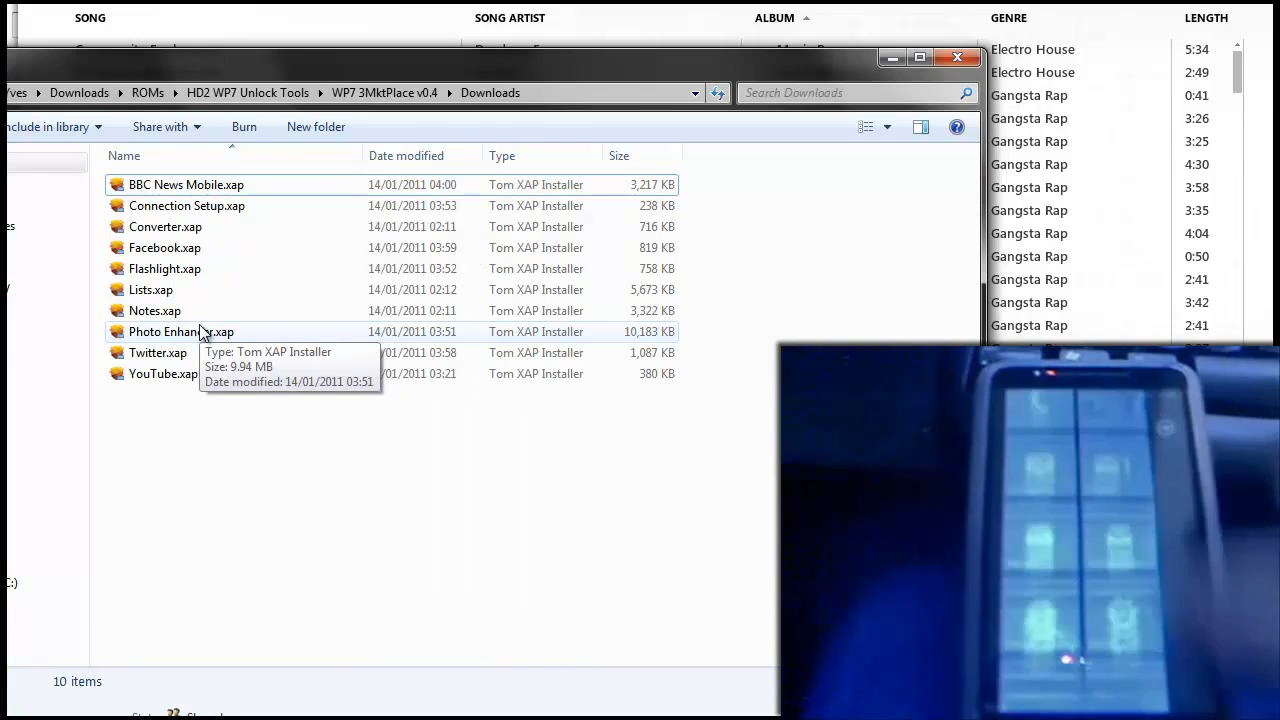 SONG SONG ARTIST ALBUM GENRE LENGTH
Electro House 5:34
Electro House 2:49
Gangsta Rap 0:41
Gangsta Rap 3:26
Gangsta Rap 3:25
Gangsta Rap 4:30
Gangsta Rap 3:58
Gangsta Rap 3:35
Gangsta Rap 4:04
Gangsta Rap 0:50
Gangsta Rap 2:41
Gangsta Rap 3:42
Gangsta Rap 2:41
Yves Downloads ROMs HD2 WP7 Unlock Tools WP7 3MktPlace v0.4 Downloads Search Downloads
nclude in library Share with Burn New folder
Name Date modified Type Size
BBC News Mobile.xap 14/01/2011 04:00 Tom XAP Installer 3,217 KB
Connection Setup.xap 14/01/2011 03:53 Tom XAP Installer 238 KB
Converter.xap 14/01/2011 02:11 Tom XAP Installer 716 KB
Facebook.xap 14/01/2011 03:59 Tom XAP Installer 819 KB
Flashlight.xap 14/01/2011 03:52 Tom XAP Installer 758 KB
Lists.xap 14/01/2011 02:12 Tom XAP Installer 5,673 KB
Notes.xap 14/01/2011 02:11 Tom XAP Installer 3,322 KB
Photo Enhancer.xap 14/01/2011 03:51 Tom XAP Installer 10,183 KB
Twitter.xap 03:58 Tom XAP Installer 1,087 KB
YouTube.xap 03:21 Tom XAP Installer 380 KB
Type: Tom XAP Installer
Size: 9.94 MB
Date modified: 14/01/2011 03:51
es
C:)
10 items